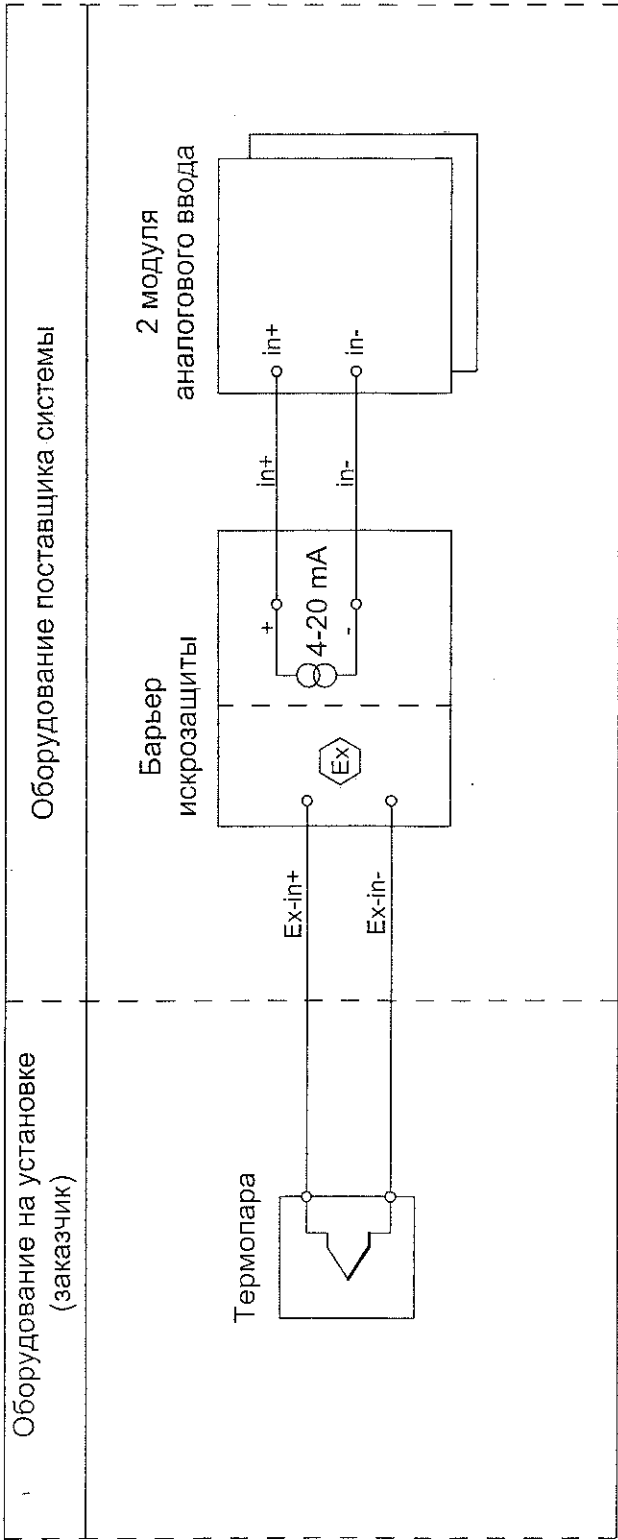 Оборудование на установке
(заказчик)
Оборудование поставщика системы
Термопара
Ex-in+
Ex-in-
Барьер
искрозащиты
Ex
+
4-20 mA
-
in+
in-
2 модуля
аналогового ввода
in+
in-